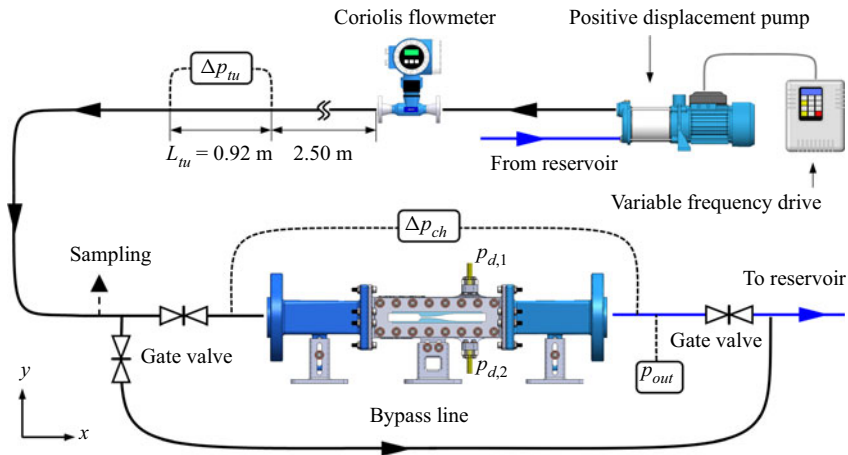 Coriolis flowmeter
Positive displacement pump
Δp_tu
L_tu = 0.92 m
2.50 m
From reservoir
Variable frequency drive
Δp_ch
Sampling
p_d,1
To reservoir
Gate valve
p_d,2
Gate valve
p_out
y
x
Bypass line